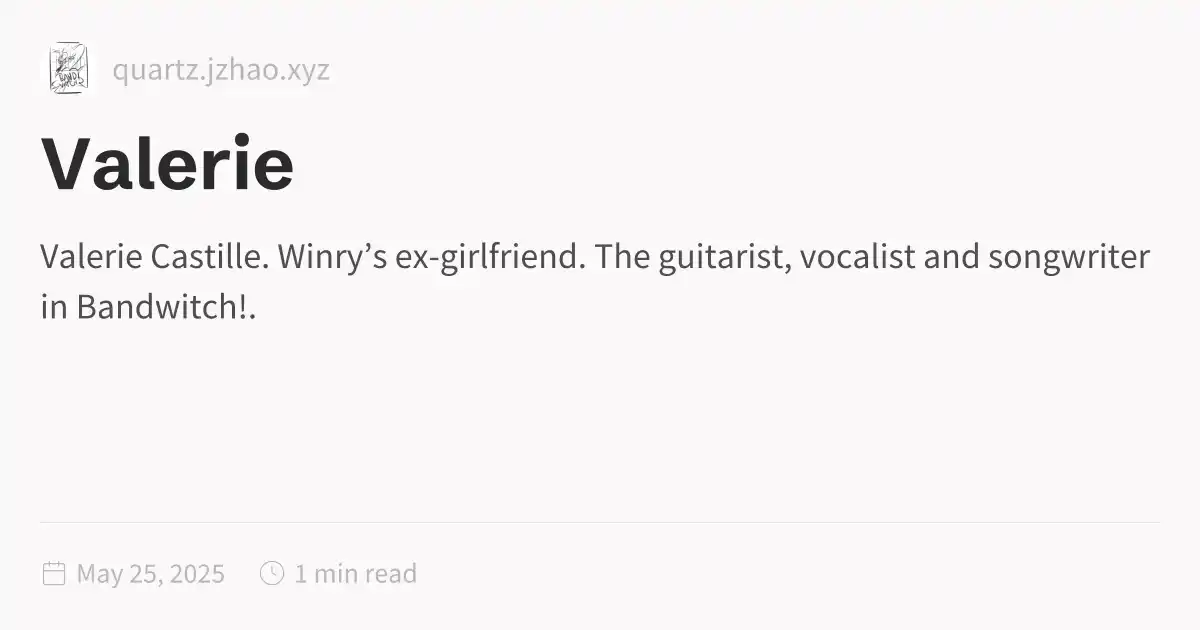 quartz.jzhao.xyz
Valerie
Valerie Castille. Winry’s ex-girlfriend. The guitarist, vocalist and songwriter
in Bandwitch!.
May 25, 2025 1 min read